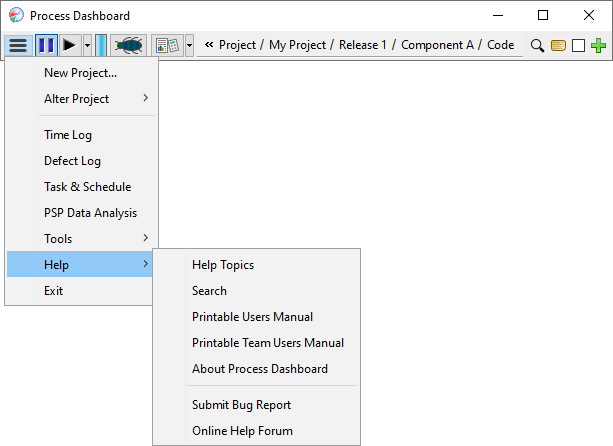 Process Dashboard
« Project / My Project / Release 1 / Component A / Code
New Project...
Alter Project
Time Log
Defect Log
Task & Schedule
PSP Data Analysis
Tools
Help
Exit
Help Topics
Search
Printable Users Manual
Printable Team Users Manual
About Process Dashboard
Submit Bug Report
Online Help Forum